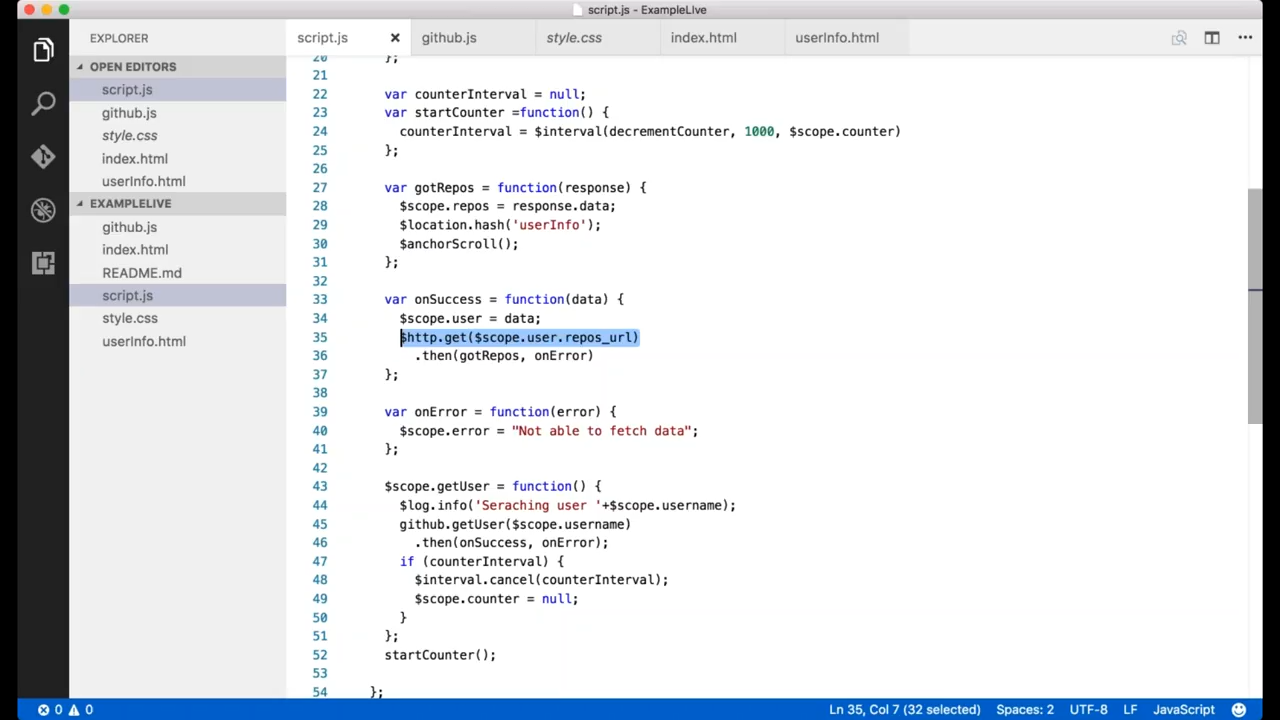 script.js - ExampleLIve
EXPLORER
OPEN EDITORS
script.js
github.js
style.css
index.html
userInfo.html
EXAMPLELIVE
github.js
index.html
README.md
script.js
style.css
userInfo.html
script.js
github.js
style.css
index.html
userInfo.html
20 };
21
22 var counterInterval = null;
23 var startCounter =function() {
24 counterInterval = $interval(decrementCounter, 1000, $scope.counter)
25 };
26
27 var gotRepos = function(response) {
28 $scope.repos = response.data;
29 $location.hash('userInfo');
30 $anchorScroll();
31 };
32
33 var onSuccess = function(data) {
34 $scope.user = data;
35 $http.get($scope.user.repos_url)
36 .then(gotRepos, onError)
37 };
38
39 var onError = function(error) {
40 $scope.error = "Not able to fetch data";
41 };
42
43 $scope.getUser = function() {
44 $log.info('Seraching user '+$scope.username);
45 github.getUser($scope.username)
46 .then(onSuccess, onError);
47 if (counterInterval) {
48 $interval.cancel(counterInterval);
49 $scope.counter = null;
50 }
51 };
52 startCounter();
53
54 };
0 0
Ln 35, Col 7 (32 selected)
Spaces: 2
UTF-8
LF
JavaScript